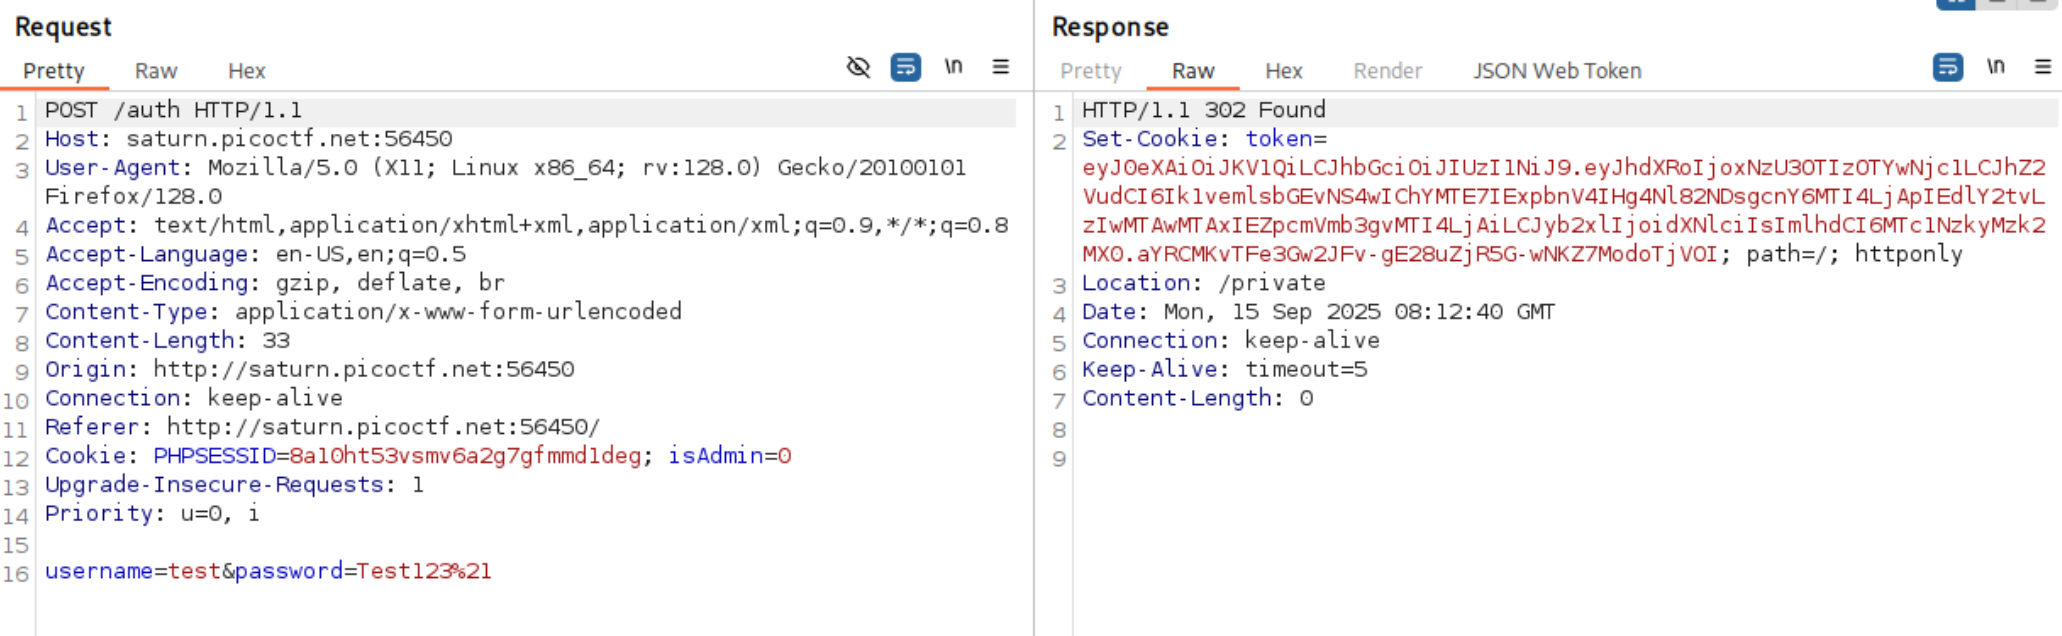 Request
Pretty Raw Hex \n
1 POST /auth HTTP/1.1
2 Host: saturn.picoctf.net:56450
3 User-Agent: Mozilla/5.0 (X11; Linux x86_64; rv:128.0) Gecko/20100101
Firefox/128.0
4 Accept: text/html,application/xhtml+xml,application/xml;q=0.9,*/*;q=0.8
5 Accept-Language: en-US,en;q=0.5
6 Accept-Encoding: gzip, deflate, br
7 Content-Type: application/x-www-form-urlencoded
8 Content-Length: 33
9 Origin: http://saturn.picoctf.net:56450
10 Connection: keep-alive
11 Referer: http://saturn.picoctf.net:56450/
12 Cookie: PHPSESSID=8a10ht53vsmv6a2g7gfmmd1deg; isAdmin=0
13 Upgrade-Insecure-Requests: 1
14 Priority: u=0, i
15
16 username=test&password=Test123%21
Response
Pretty Raw Hex Render JSON Web Token \n
1 HTTP/1.1 302 Found
2 Set-Cookie: token=
eyJ0eXAiOiJKV1QiLCJhbGciOiJIUzI1NiJ9.eyJhdXRoIjoxNzU3OTIzOTYwNjc1LCJhZ2
VudCI6Ik1vemlsbGEvNS4wIChYMTE7IExpbnV4IHg4Nl82NDsgcnY6MTI4LjApIEdlY2tvL
zIwMTAwMTAxIEZpcmVmb3gvMTI4LjAiLCJyb2xlIjoidXNlciIsImlhdCI6MTc1NzkyMzk2
MX0.aYRCMKvTFe3Gw2JFv-gE28uZjR5G-wNKZ7ModoTjVOI; path=/; httponly
3 Location: /private
4 Date: Mon, 15 Sep 2025 08:12:40 GMT
5 Connection: keep-alive
6 Keep-Alive: timeout=5
7 Content-Length: 0
8
9